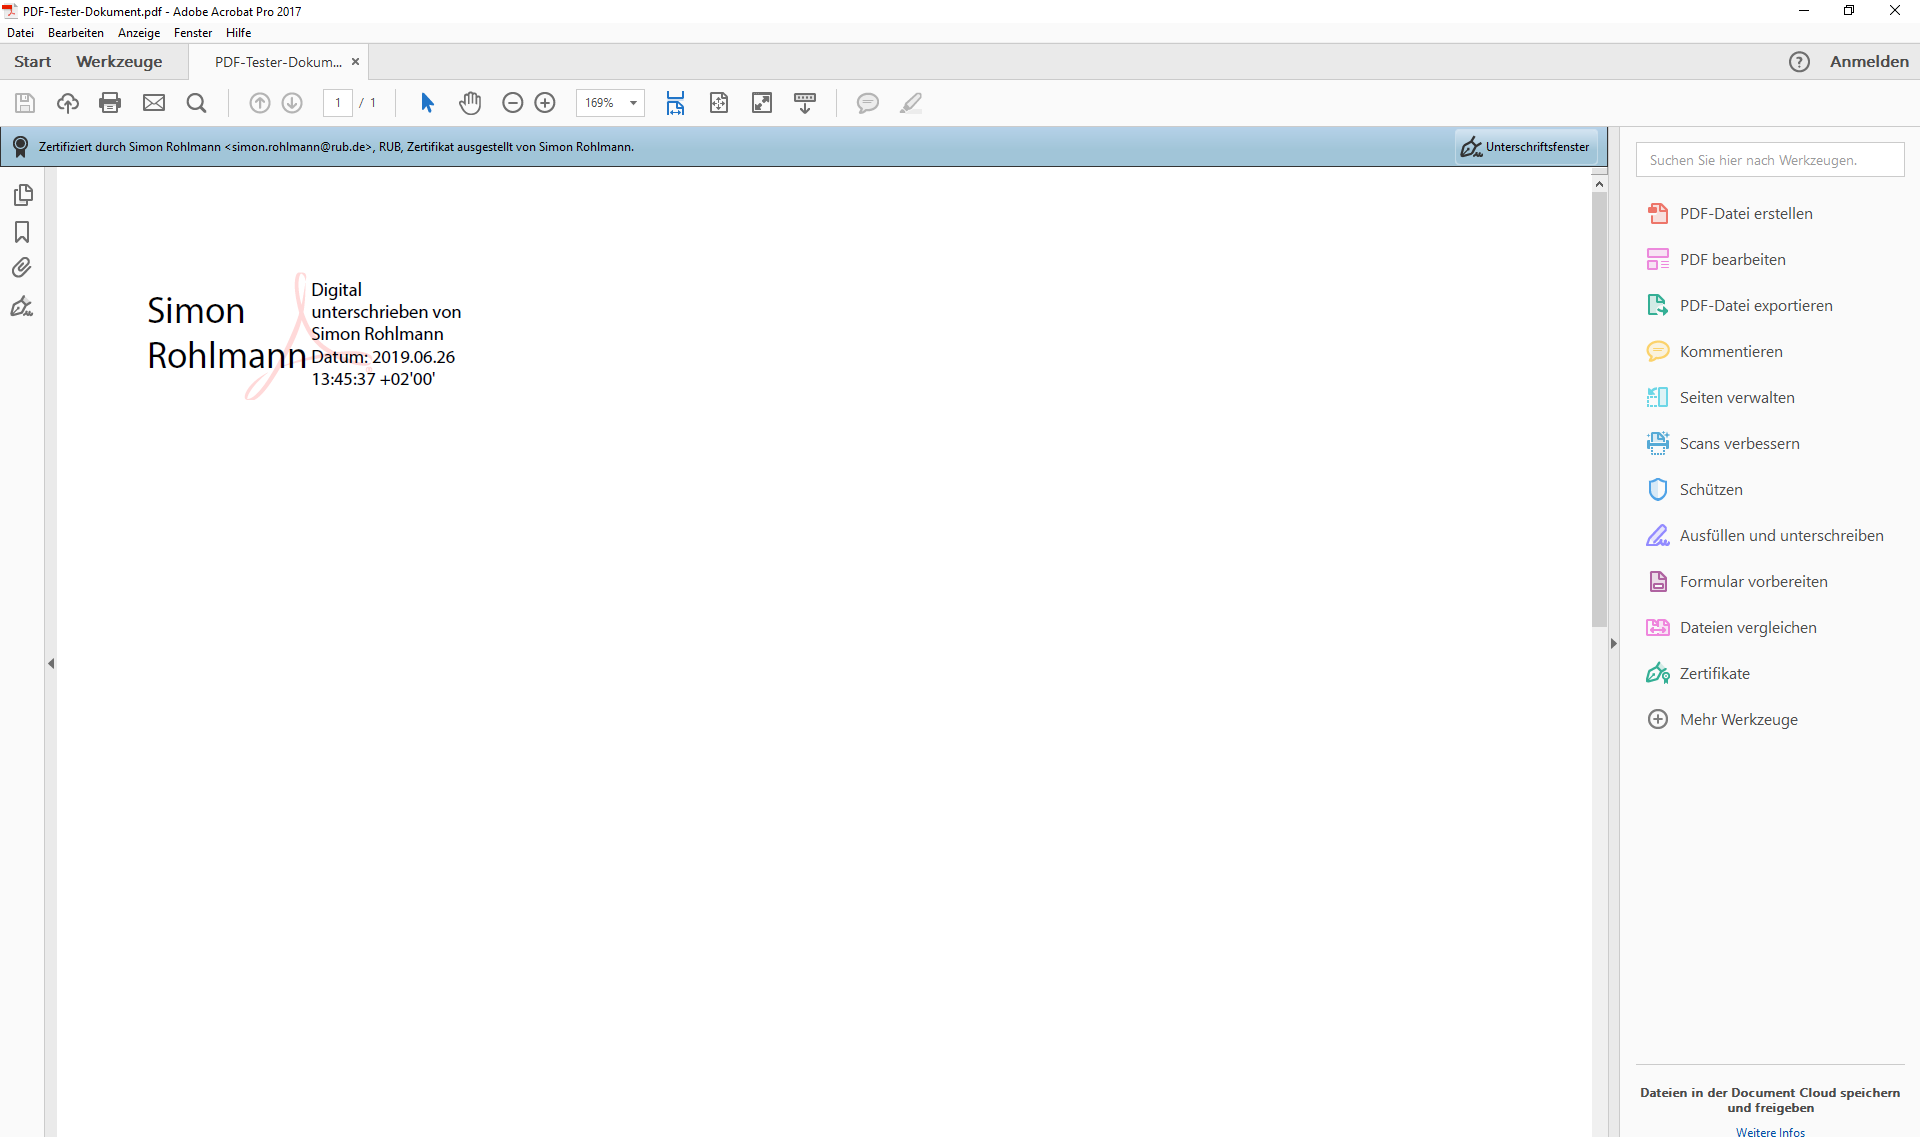 PDF-Tester-Dokument.pdf - Adobe Acrobat Pro 2017
Datei Bearbeiten Anzeige Fenster Hilfe
Start Werkzeuge PDF-Tester-Dokum... × ? Anmelden
1 / 1 169%
Zertifiziert durch Simon Rohlmann <simon.rohlmann@rub.de>, RUB, Zertifikat ausgestellt von Simon Rohlmann.
Unterschriftsfenster
Simon
Rohlmann
Digital
unterschrieben von
Simon Rohlmann
Datum: 2019.06.26
13:45:37 +02'00'
Suchen Sie hier nach Werkzeugen.
PDF-Datei erstellen
PDF bearbeiten
PDF-Datei exportieren
Kommentieren
Seiten verwalten
Scans verbessern
Schützen
Ausfüllen und unterschreiben
Formular vorbereiten
Dateien vergleichen
Zertifikate
Mehr Werkzeuge
Dateien in der Document Cloud speichern
und freigeben
Weitere Infos